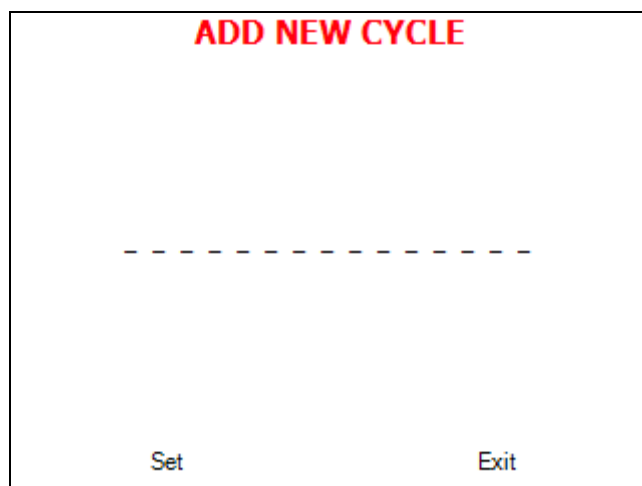 ADD NEW CYCLE
_ _ _ _ _ _ _ _ _ _ _ _ _ _ _
Set Exit